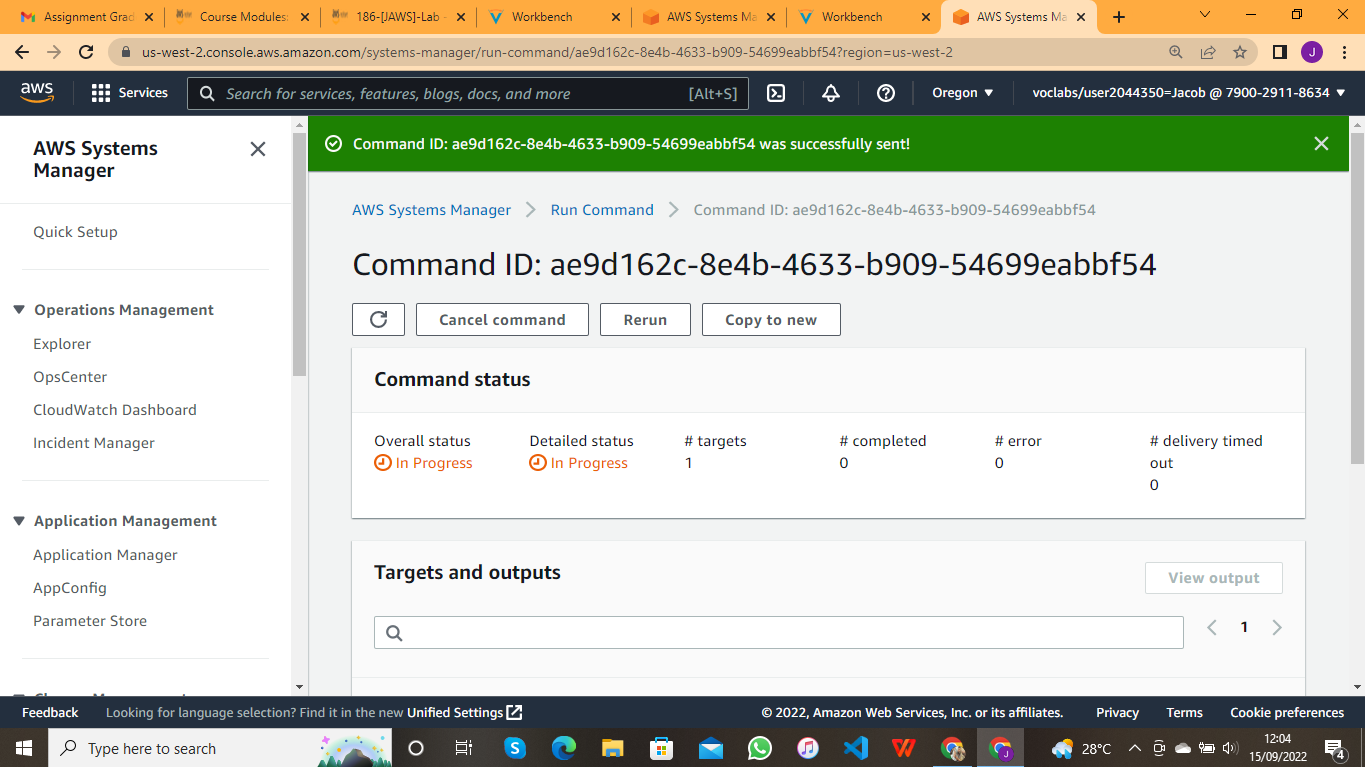 Assignment Grad
Course Modules:
186-[JAWS]-Lab -
Workbench
AWS Systems Ma
Workbench
AWS Systems Ma
us-west-2.console.aws.amazon.com/systems-manager/run-command/ae9d162c-8e4b-4633-b909-54699eabbf54?region=us-west-2
J
aws
Services
Search for services, features, blogs, docs, and more
[Alt+S]
Oregon
voclabs/user2044350=Jacob @ 7900-2911-8634
AWS Systems
Manager
Quick Setup
Operations Management
Explorer
OpsCenter
CloudWatch Dashboard
Incident Manager
Application Management
Application Manager
AppConfig
Parameter Store
Command ID: ae9d162c-8e4b-4633-b909-54699eabbf54 was successfully sent!
AWS Systems Manager
Run Command
Command ID: ae9d162c-8e4b-4633-b909-54699eabbf54
Command ID: ae9d162c-8e4b-4633-b909-54699eabbf54
Cancel command
Rerun
Copy to new
Command status
Overall status
In Progress
Detailed status
In Progress
# targets
1
# completed
0
# error
0
# delivery timed
out
0
Targets and outputs
View output
1
Feedback
Looking for language selection? Find it in the new Unified Settings
© 2022, Amazon Web Services, Inc. or its affiliates.
Privacy
Terms
Cookie preferences
Type here to search
28°C
12:04
15/09/2022
4